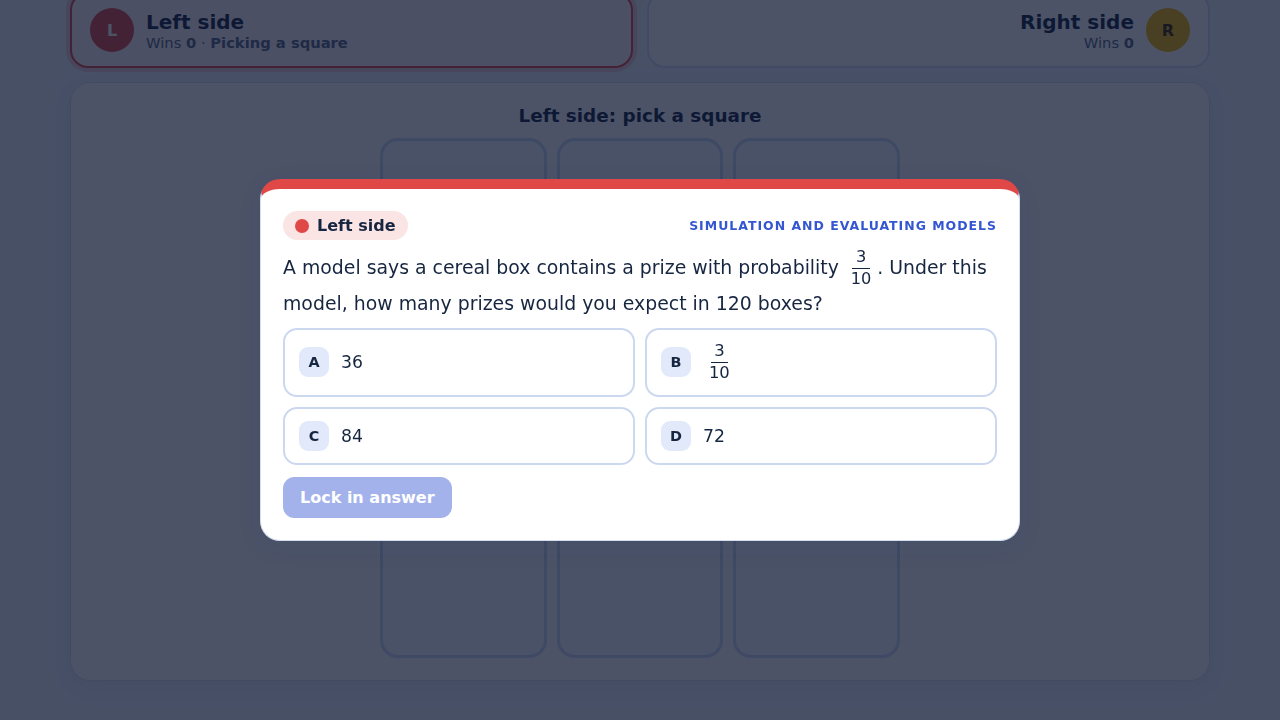 L
Left side
Wins 0 · Picking a square
Right side
Wins 0
R
Left side: pick a square
Left side
SIMULATION AND EVALUATING MODELS
A model says a cereal box contains a prize with probability 3/10. Under this
model, how many prizes would you expect in 120 boxes?
A 36
B 3/10
C 84
D 72
Lock in answer